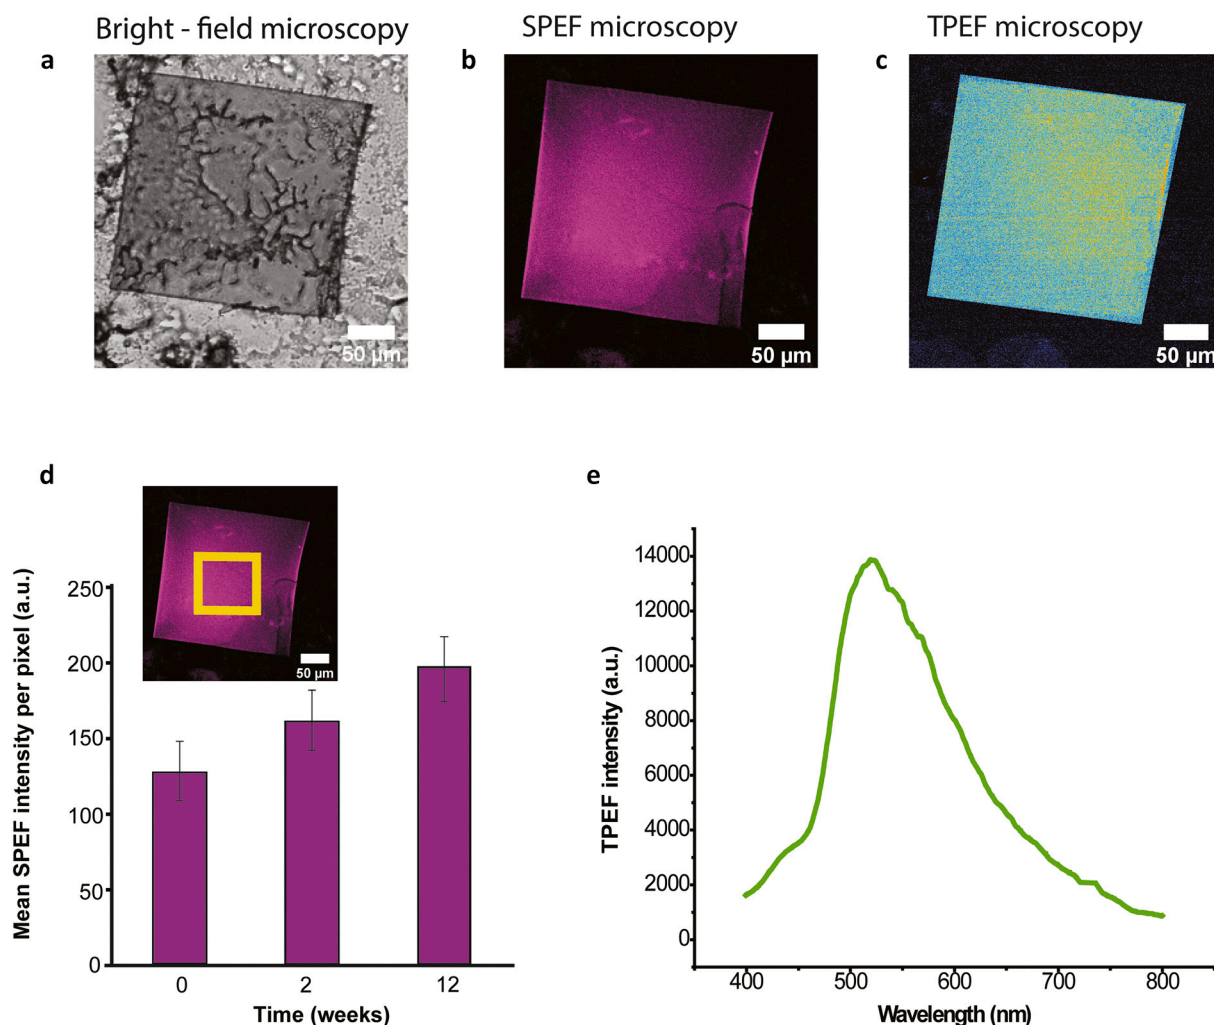 Bright - field microscopy
SPEF microscopy
TPEF microscopy
a
b
c
50 µm
50 µm
50 µm
d
e
50 µm
Mean SPEF intensity per pixel (a.u.)
250
200
150
100
50
0
0
2
12
Time (weeks)
TPEF intensity (a.u.)
14000
12000
10000
8000
6000
4000
2000
0
400
500
600
700
800
Wavelength (nm)